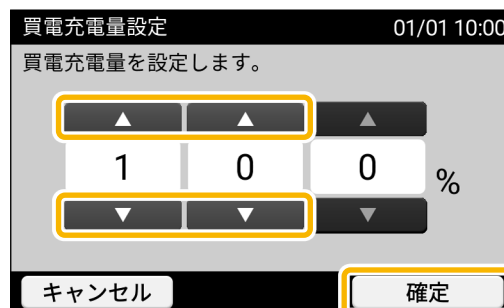 買電充電量設定 01/01 10:00
買電充電量を設定します。
▲ ▲ ▲
1 0 0 %
▼ ▼ ▼
キャンセル 確定